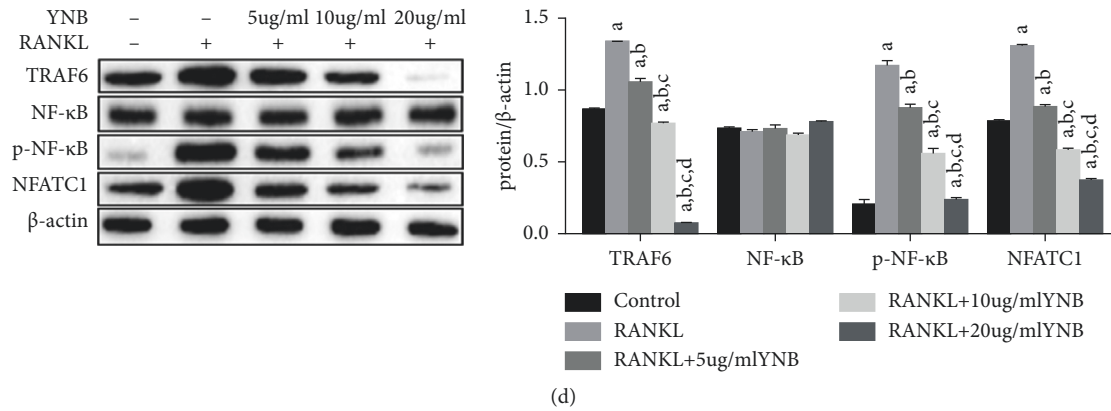 YNB – – 5ug/ml 10ug/ml 20ug/ml
RANKL – + + + +
TRAF6
NF-κB
p-NF-κB
NFATC1
β-actin
protein/β-actin
1.5
1.0
0.5
0.0
a
a,b
a,b,c
a,b,c,d
a
a,b
a,b,c
a,b,c,d
a
a,b
a,b,c
a,b,c,d
TRAF6 NF-κB p-NF-κB NFATC1
Control
RANKL
RANKL+5ug/mlYNB
RANKL+10ug/mlYNB
RANKL+20ug/mlYNB
(d)